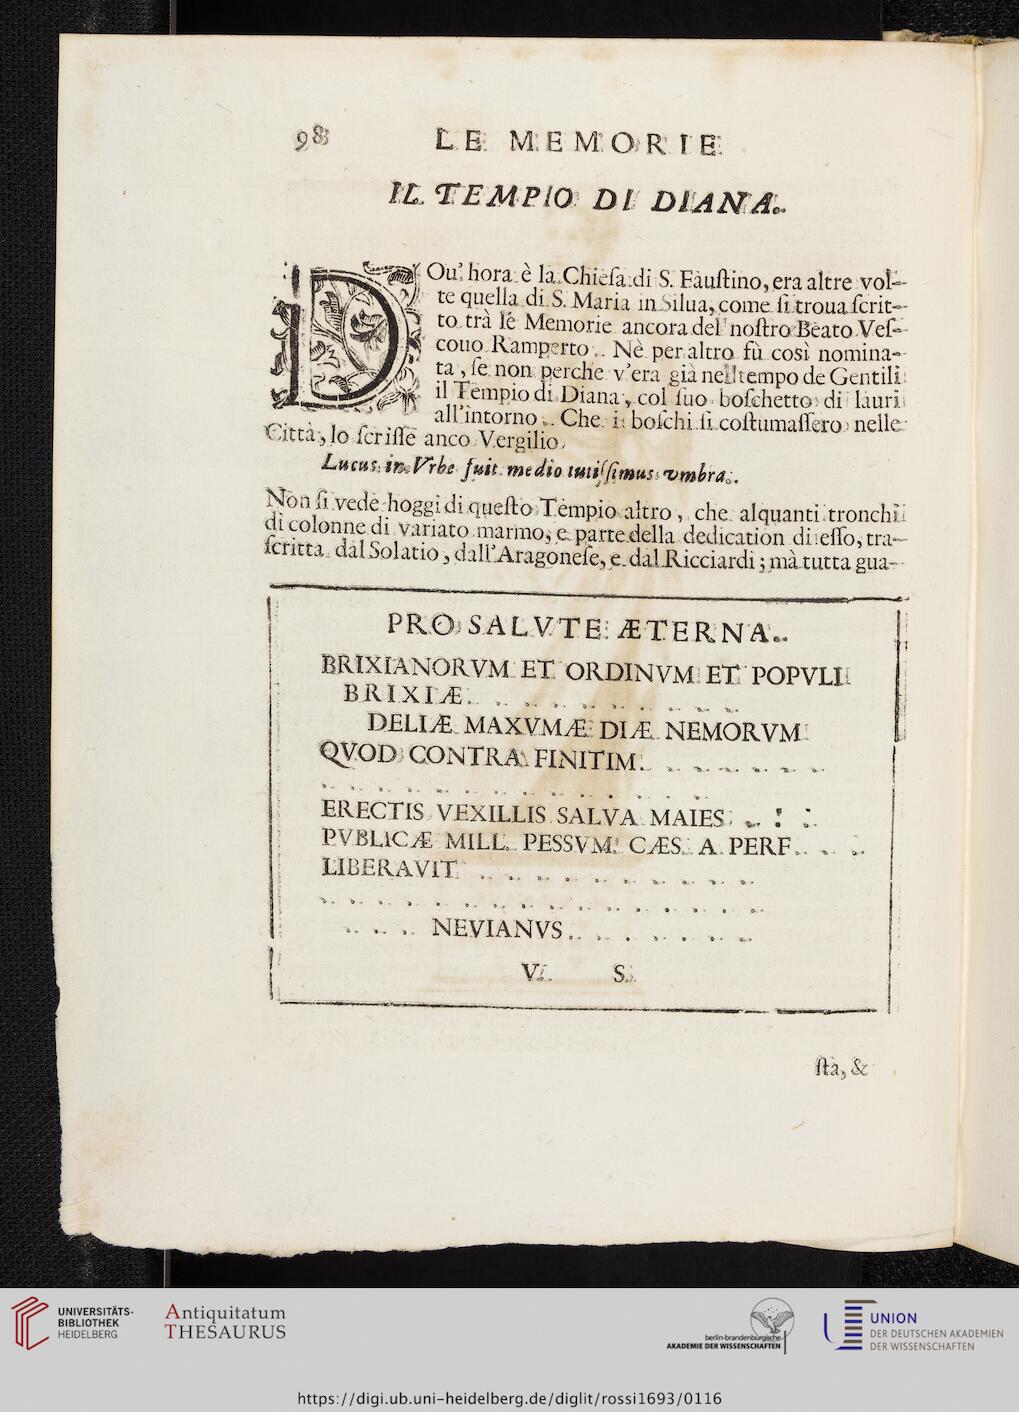 98 LE MEMORIE
IL TEMPIO DI DIANA.
DOu' hora è la Chiesa di S. Faustino, era altre vol-
te quella di S. Maria in Silua, come si troua scrit-
to trà le Memorie ancora del nostro Beato Ves-
couo Ramperto. Nè per altro fù così nomina-
ta, se non perche v'era già nel tempo de Gentili
il Tempio di Diana, col suo boschetto di lauri
all'intorno. Che i boschi si costumassero nelle
Città, lo scrisse anco Vergilio,
Lucus in Vrbe fuit medio tutissimus vmbra.
Non si vede hoggi di questo Tempio altro, che alquanti tronchi
di colonne di variato marmo, e parte della dedication di esso, tra-
scritta dal Solatio, dall'Aragonese, e dal Ricciardi; mà tutta gua-
PRO SALVTE ÆTERNA.
BRIXIANORVM ET ORDINVM ET POPVLI
BRIXIÆ. . . . . . . . . . .
DELIÆ MAXVMÆ DIÆ NEMORVM
QVOD CONTRA FINITIM. . . . . . . .
. . . . . . . . . . . . . .
ERECTIS VEXILLIS SALVA MAIES . : .
PVBLICÆ MILL. PESSVM. CÆS. A. PERF. . .
LIBERAVIT . . . . . . . . . .
. . . . . . . . . . . . . . . .
. . . NEVIANVS. . . . . . .
V. S.
sta, &
UNIVERSITÄTS-
BIBLIOTHEK
HEIDELBERG
Antiquitatum
THESAURUS
berlin-brandenburgische
AKADEMIE DER WISSENSCHAFTEN
UNION
DER DEUTSCHEN AKADEMIEN
DER WISSENSCHAFTEN
https://digi.ub.uni-heidelberg.de/diglit/rossi1693/0116